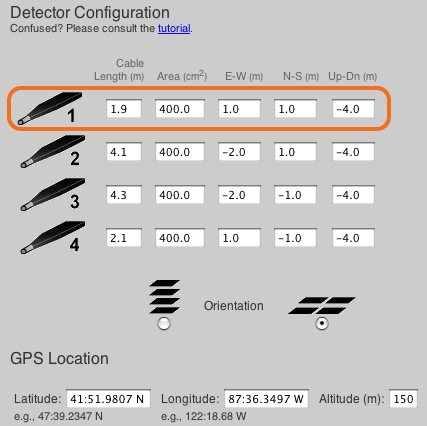 Detector Configuration
Confused? Please consult the tutorial.
Cable
Length (m) Area (cm²) E-W (m) N-S (m) Up-Dn (m)
1 1.9 400.0 1.0 1.0 −4.0
2 4.1 400.0 −2.0 1.0 −4.0
3 4.3 400.0 −2.0 −1.0 −4.0
4 2.1 400.0 1.0 −1.0 −4.0
Orientation
GPS Location
Latitude: 41:51.9807 N Longitude: 87:36.3497 W Altitude (m): 150
e.g., 47:39.2347 N e.g., 122:18.68 W